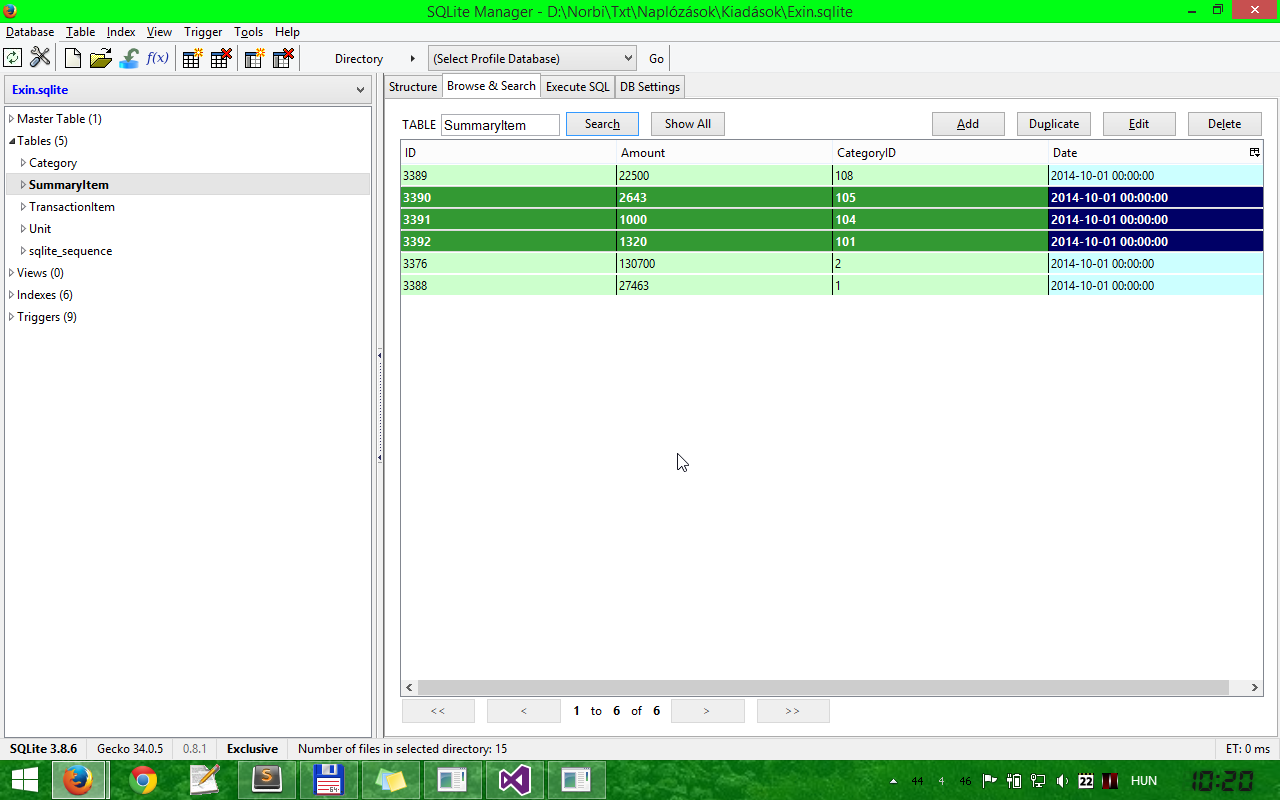 SQLite Manager - D:\Norbi\Txt\Naplózások\Kiadások\Exin.sqlite
Database Table Index View Trigger Tools Help
f(x) Directory (Select Profile Database) Go
Exin.sqlite
Master Table (1)
Tables (5)
Category
SummaryItem
TransactionItem
Unit
sqlite_sequence
Views (0)
Indexes (6)
Triggers (9)
Structure Browse & Search Execute SQL DB Settings
TABLE SummaryItem Search Show All Add Duplicate Edit Delete
ID Amount CategoryID Date
3389 22500 108 2014-10-01 00:00:00
3390 2643 105 2014-10-01 00:00:00
3391 1000 104 2014-10-01 00:00:00
3392 1320 101 2014-10-01 00:00:00
3376 130700 2 2014-10-01 00:00:00
3388 27463 1 2014-10-01 00:00:00
<< < 1 to 6 of 6 > >>
SQLite 3.8.6 Gecko 34.0.5 0.8.1 Exclusive Number of files in selected directory: 15 ET: 0 ms
S 64 44 4 46 22 HUN 10:20